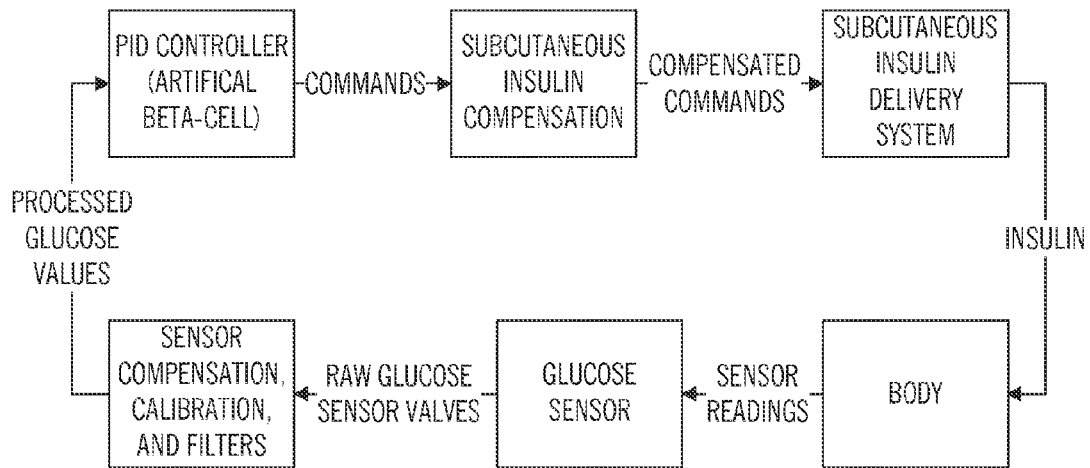 PID CONTROLLER
(ARTIFICAL
BETA-CELL)
COMMANDS
SUBCUTANEOUS
INSULIN
COMPENSATION
COMPENSATED
COMMANDS
SUBCUTANEOUS
INSULIN
DELIVERY
SYSTEM
INSULIN
BODY
SENSOR
READINGS
GLUCOSE
SENSOR
RAW GLUCOSE
SENSOR VALVES
SENSOR
COMPENSATION,
CALIBRATION,
AND FILTERS
PROCESSED
GLUCOSE
VALUES